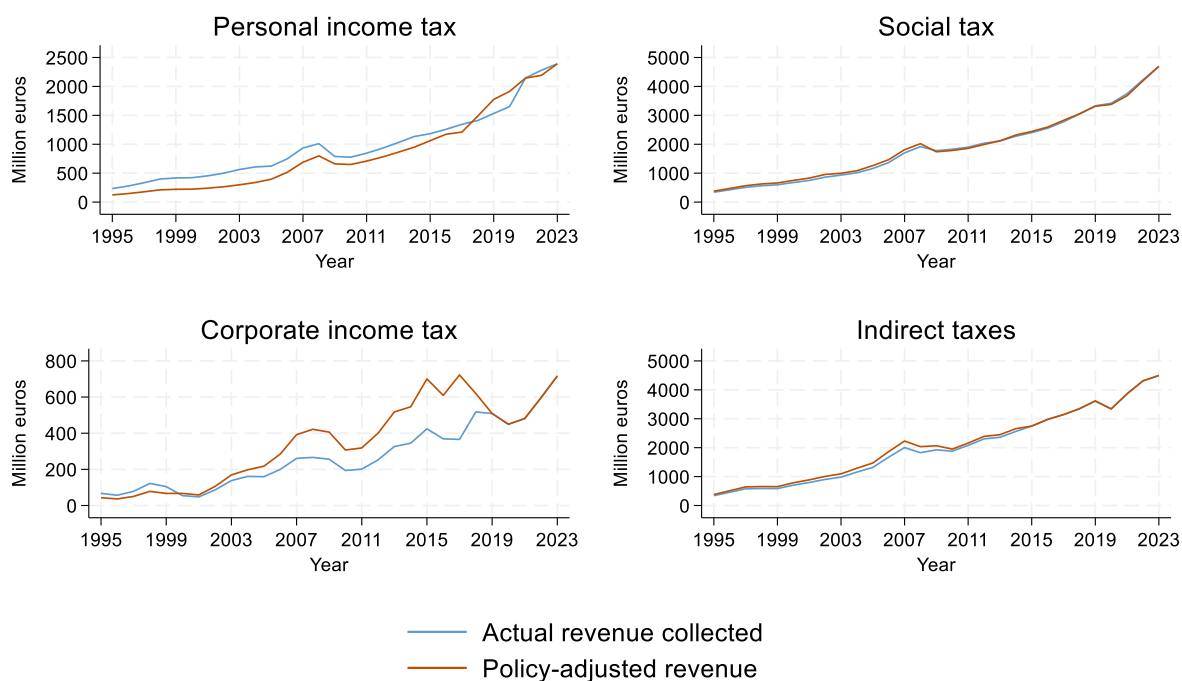 Personal income tax
Million euros
2500
2000
1500
1000
500
0
1995 1999 2003 2007 2011 2015 2019 2023
Year
Social tax
Million euros
5000
4000
3000
2000
1000
0
1995 1999 2003 2007 2011 2015 2019 2023
Year
Corporate income tax
Million euros
800
600
400
200
0
1995 1999 2003 2007 2011 2015 2019 2023
Year
Indirect taxes
Million euros
5000
4000
3000
2000
1000
0
1995 1999 2003 2007 2011 2015 2019 2023
Year
Actual revenue collected
Policy-adjusted revenue